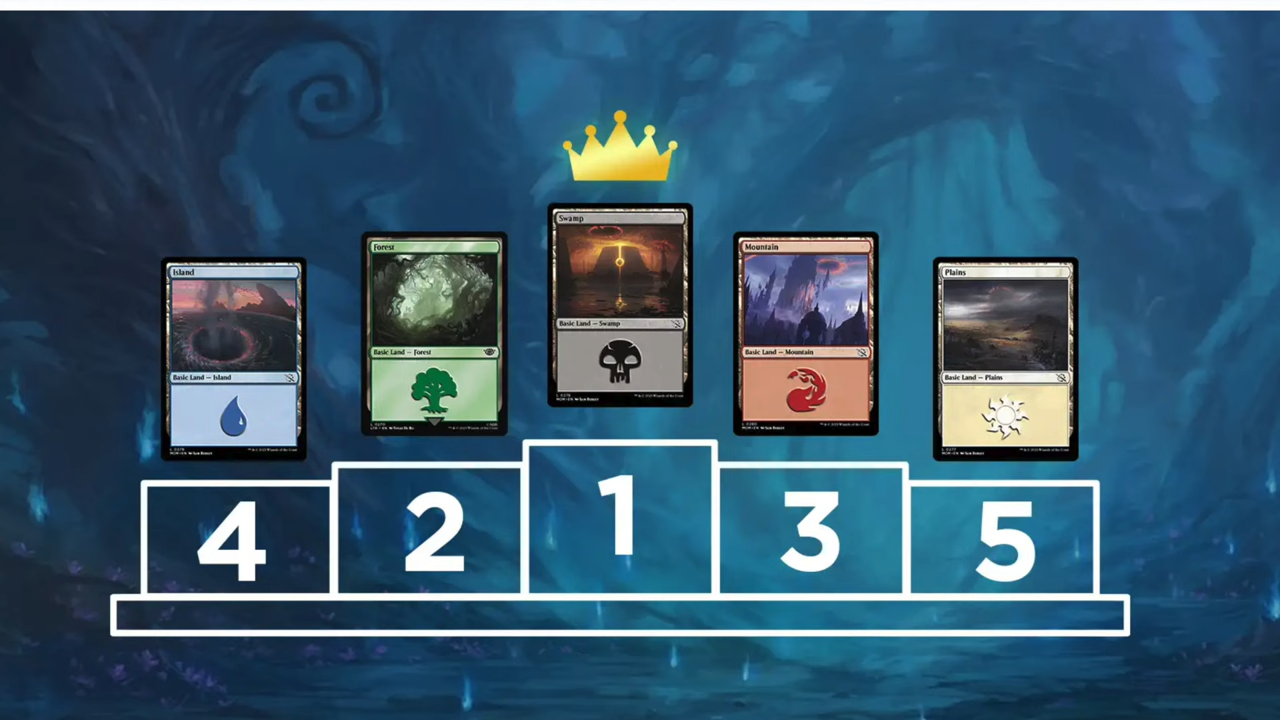 Island
Basic Land — Island
Forest
Basic Land — Forest
Swamp
Basic Land — Swamp
Mountain
Basic Land — Mountain
Plains
Basic Land — Plains
4
2
1
3
5